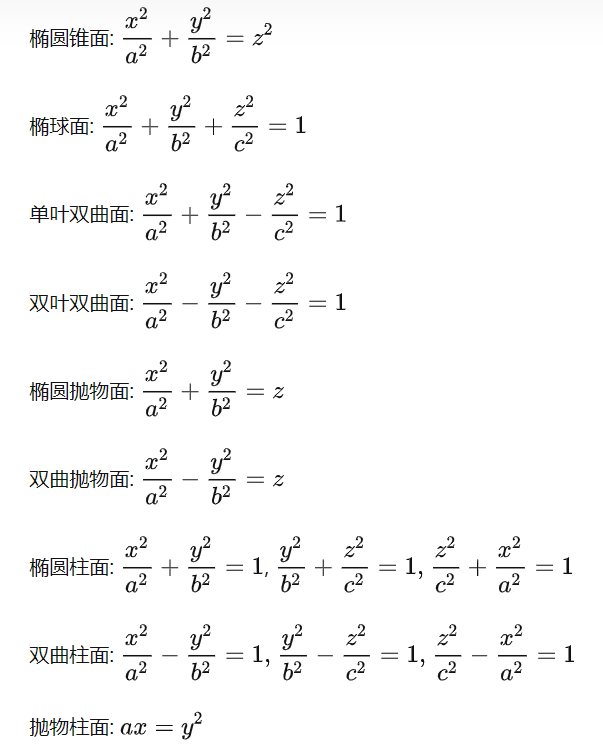 椭圆锥面: $\frac{x^2}{a^2} + \frac{y^2}{b^2} = z^2$
椭球面: $\frac{x^2}{a^2} + \frac{y^2}{b^2} + \frac{z^2}{c^2} = 1$
单叶双曲面: $\frac{x^2}{a^2} + \frac{y^2}{b^2} - \frac{z^2}{c^2} = 1$
双叶双曲面: $\frac{x^2}{a^2} - \frac{y^2}{b^2} - \frac{z^2}{c^2} = 1$
椭圆抛物面: $\frac{x^2}{a^2} + \frac{y^2}{b^2} = z$
双曲抛物面: $\frac{x^2}{a^2} - \frac{y^2}{b^2} = z$
椭圆柱面: $\frac{x^2}{a^2} + \frac{y^2}{b^2} = 1, \frac{y^2}{b^2} + \frac{z^2}{c^2} = 1, \frac{z^2}{c^2} + \frac{x^2}{a^2} = 1$
双曲柱面: $\frac{x^2}{a^2} - \frac{y^2}{b^2} = 1, \frac{y^2}{b^2} - \frac{z^2}{c^2} = 1, \frac{z^2}{c^2} - \frac{x^2}{a^2} = 1$
抛物柱面: $ax = y^2$